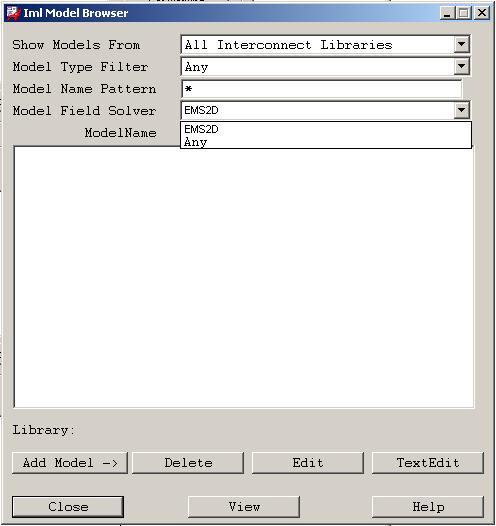 Iml Model Browser
Show Models From All Interconnect Libraries
Model Type Filter Any
Model Name Pattern *
Model Field Solver EMS2D
EMS2D
ModelName Any
Library:
Add Model -> Delete Edit TextEdit
Close View Help